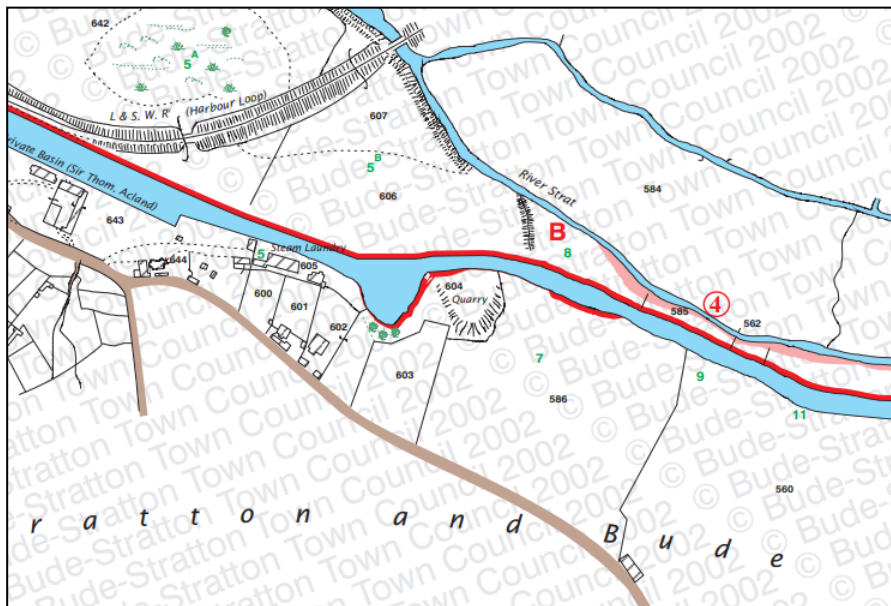 642
5 A
L & S. W. R (Harbour Loop)
607
5 B
606
River Strat
584
Private Basin (Sir Thom. Acland)
643
B
8
644
5
Steam Laundry
605
600
601
602
604
Quarry
585
4
562
603
7
586
9
11
560
ratton and Bude
© Bude-Stratton Town Council 2002